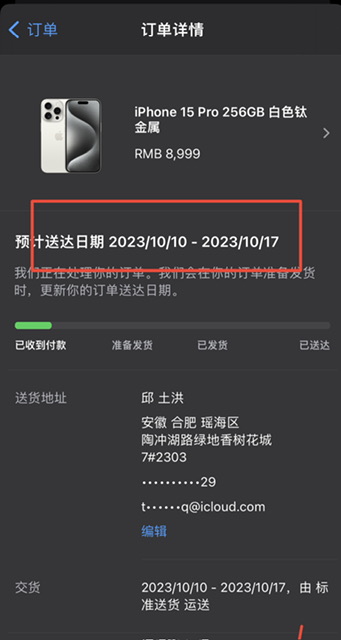 订单
订单详情
iPhone 15 Pro 256GB 白色钛
金属
RMB 8,999
预计送达日期 2023/10/10 - 2023/10/17
我们正在处理你的订单。我们会在你的订单准备发货
时，更新你的订单送达日期。
已收到付款 准备发货 已发货 已送达
送货地址
邱 土洪
安徽 合肥 瑶海区
陶冲湖路绿地香树花城
7#2303
••••••••••29
t••••••q@icloud.com
编辑
交货
2023/10/10 - 2023/10/17，由 标
准送货 运送